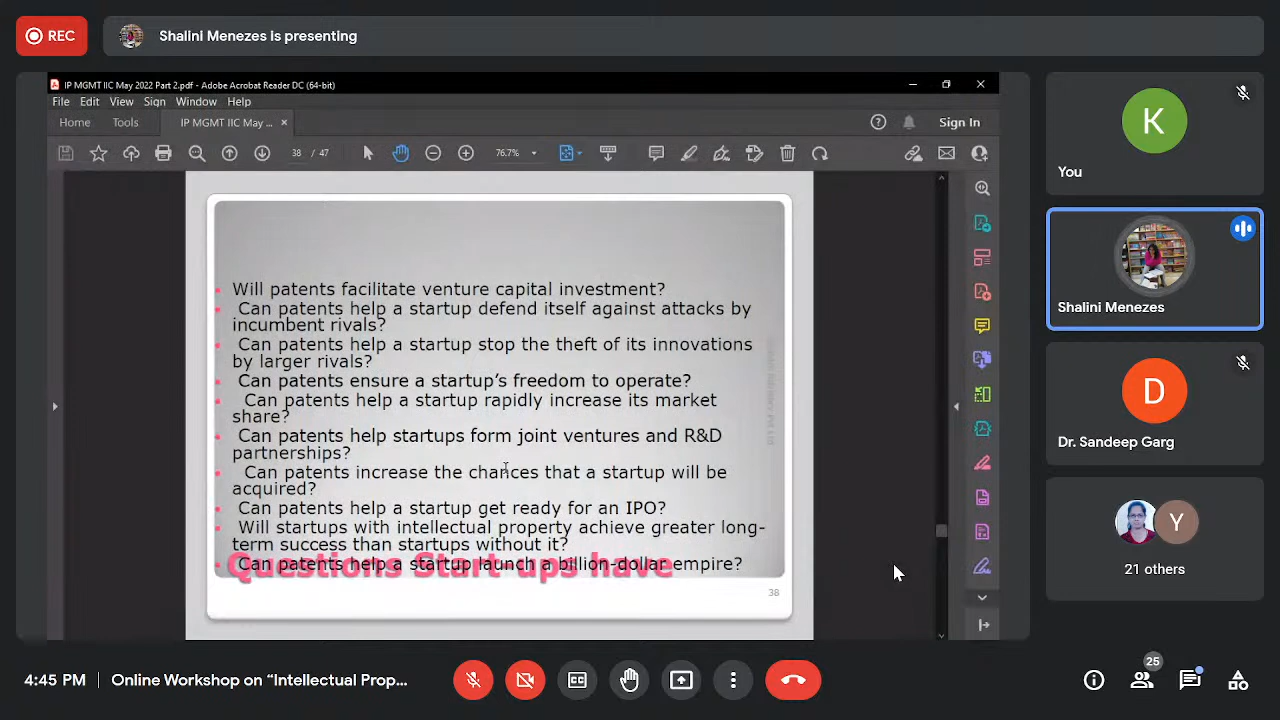 REC
Shalini Menezes is presenting
IP MGMT IIC May 2022 Part 2.pdf - Adobe Acrobat Reader DC (64-bit)
File Edit View Sign Window Help
Home Tools IP MGMT IIC May ... × Sign In
38 / 47 76.7%
Will patents facilitate venture capital investment?
Can patents help a startup defend itself against attacks by
incumbent rivals?
Can patents help a startup stop the theft of its innovations
by larger rivals?
Can patents ensure a startup's freedom to operate?
Can patents help a startup rapidly increase its market
share?
Can patents help startups form joint ventures and R&D
partnerships?
Can patents increase the chances that a startup will be
acquired?
Can patents help a startup get ready for an IPO?
Will startups with intellectual property achieve greater long-
term success than startups without it?
Can patents help a startup launch a billion-dollar empire?
Questions Start-ups have
38
K
You
Shalini Menezes
D
Dr. Sandeep Garg
Y
21 others
4:45 PM | Online Workshop on “Intellectual Prop...
25